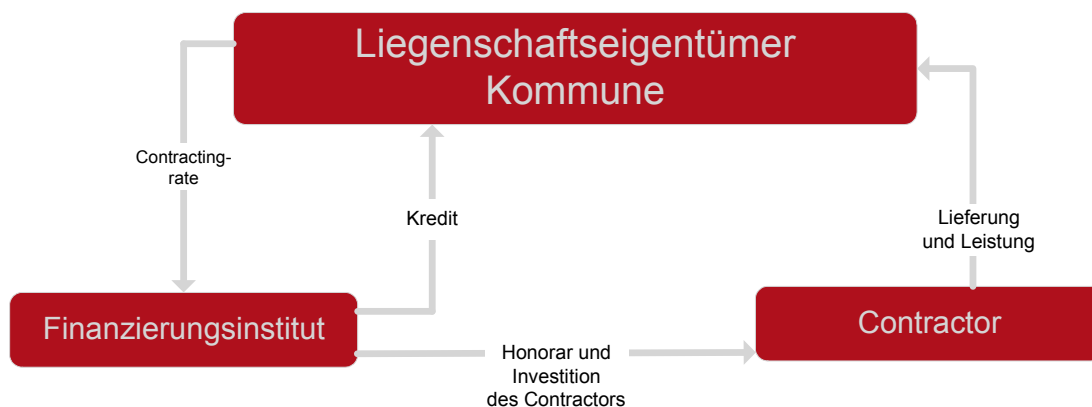 Liegenschaftseigentümer
Kommune
Contracting-
rate
Kredit
Lieferung
und Leistung
Finanzierungsinstitut
Contractor
Honorar und
Investition
des Contractors